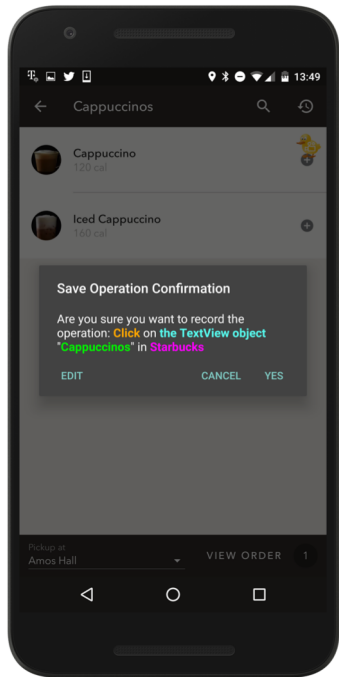 13:49
Cappuccinos
Cappuccino
120 cal
Iced Cappuccino
160 cal
Save Operation Confirmation
Are you sure you want to record the
operation: Click on the TextView object
"Cappuccinos" in Starbucks
EDIT CANCEL YES
Pickup at
Amos Hall
VIEW ORDER 1